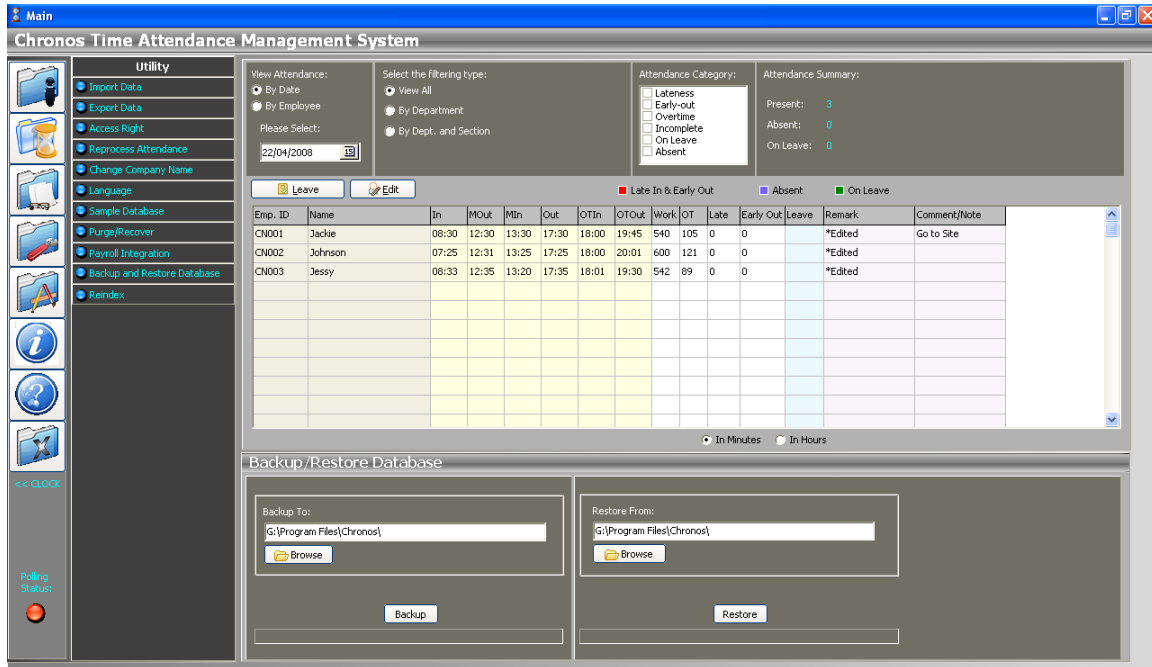 Main
Chronos Time Attendance Management System
Utility
Import Data
Export Data
Access Right
Reprocess Attendance
Change Company Name
Language
Sample Database
Purge/Recover
Payroll Integration
Backup and Restore Database
Reindex
<< CLOCK
Polling
Status:
View Attendance:
By Date
By Employee
Please Select:
22/04/2008 15
Select the filtering type:
View All
By Department
By Dept. and Section
Attendance Category:
Lateness
Early-out
Overtime
Incomplete
On Leave
Absent
Attendance Summary:
Present: 3
Absent: 0
On Leave: 0
Leave Edit Late In & Early Out Absent On Leave
Emp. ID Name In MOut MIn Out OTIn OTOut Work OT Late Early Out Leave Remark Comment/Note
CN001 Jackie 08:30 12:30 13:30 17:30 18:00 19:45 540 105 0 0 *Edited Go to Site
CN002 Johnson 07:25 12:31 13:25 17:25 18:00 20:01 600 121 0 0 *Edited
CN003 Jessy 08:33 12:35 13:20 17:35 18:01 19:30 542 89 0 0 *Edited
In Minutes In Hours
Backup/Restore Database
Backup To:
G:\Program Files\Chronos\
Browse
Backup
Restore From:
G:\Program Files\Chronos\
Browse
Restore